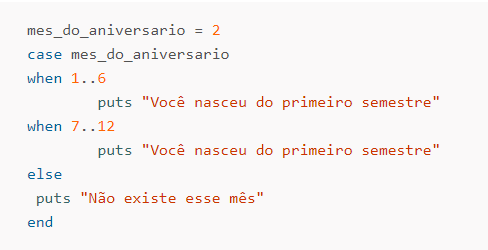 mes_do_aniversario = 2
case mes_do_aniversario
when 1..6
        puts "Você nasceu do primeiro semestre"
when 7..12
        puts "Você nasceu do primeiro semestre"
else
 puts "Não existe esse mês"
end